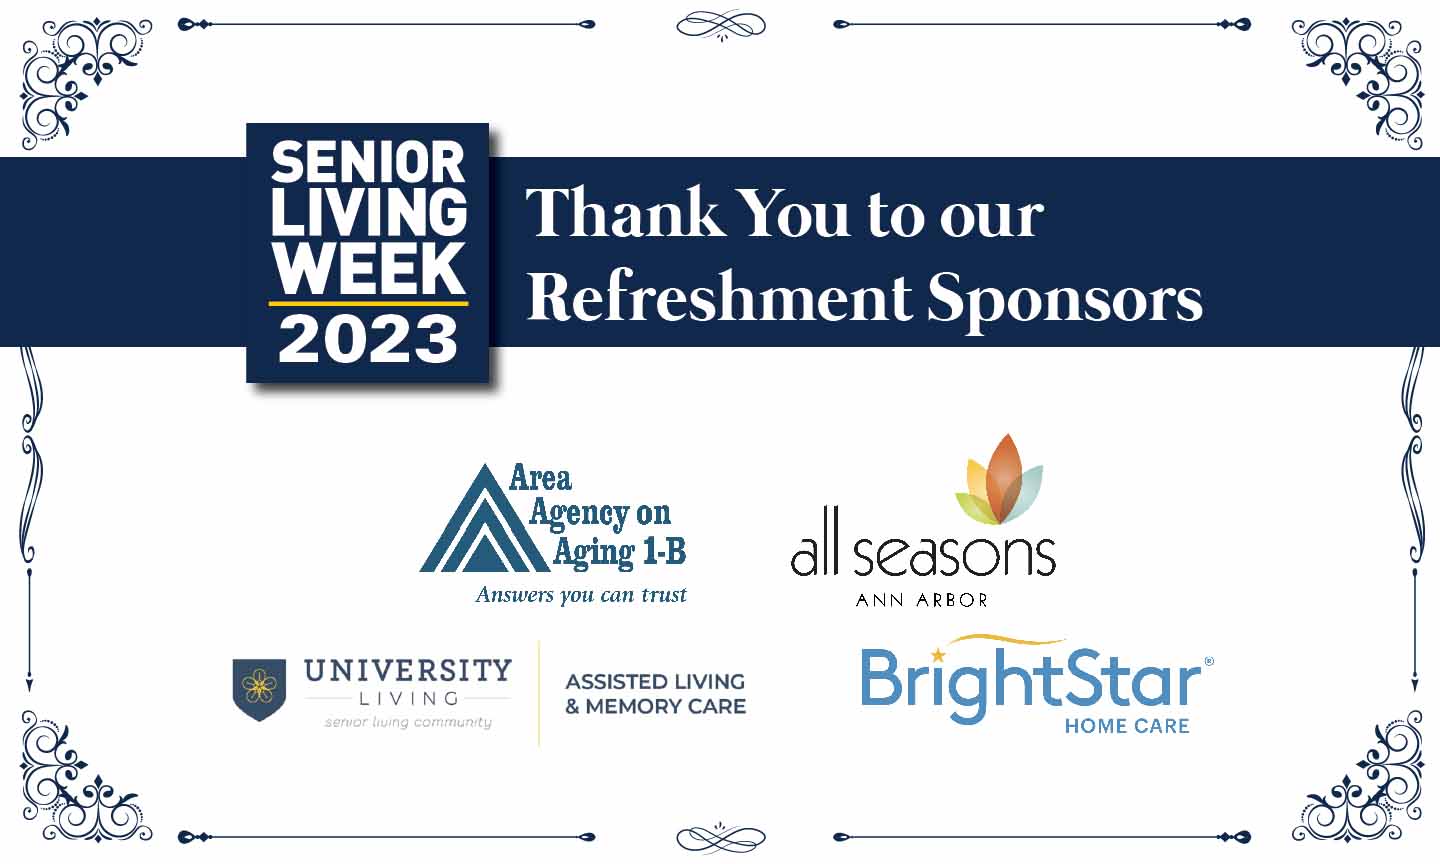 SENIOR
LIVING
WEEK
2023
Thank You to our
Refreshment Sponsors
Area
Agency on
Aging 1-B
Answers you can trust
all seasons
ANN ARBOR
UNIVERSITY
LIVING
senior living community
ASSISTED LIVING
& MEMORY CARE
BrightStar®
HOME CARE